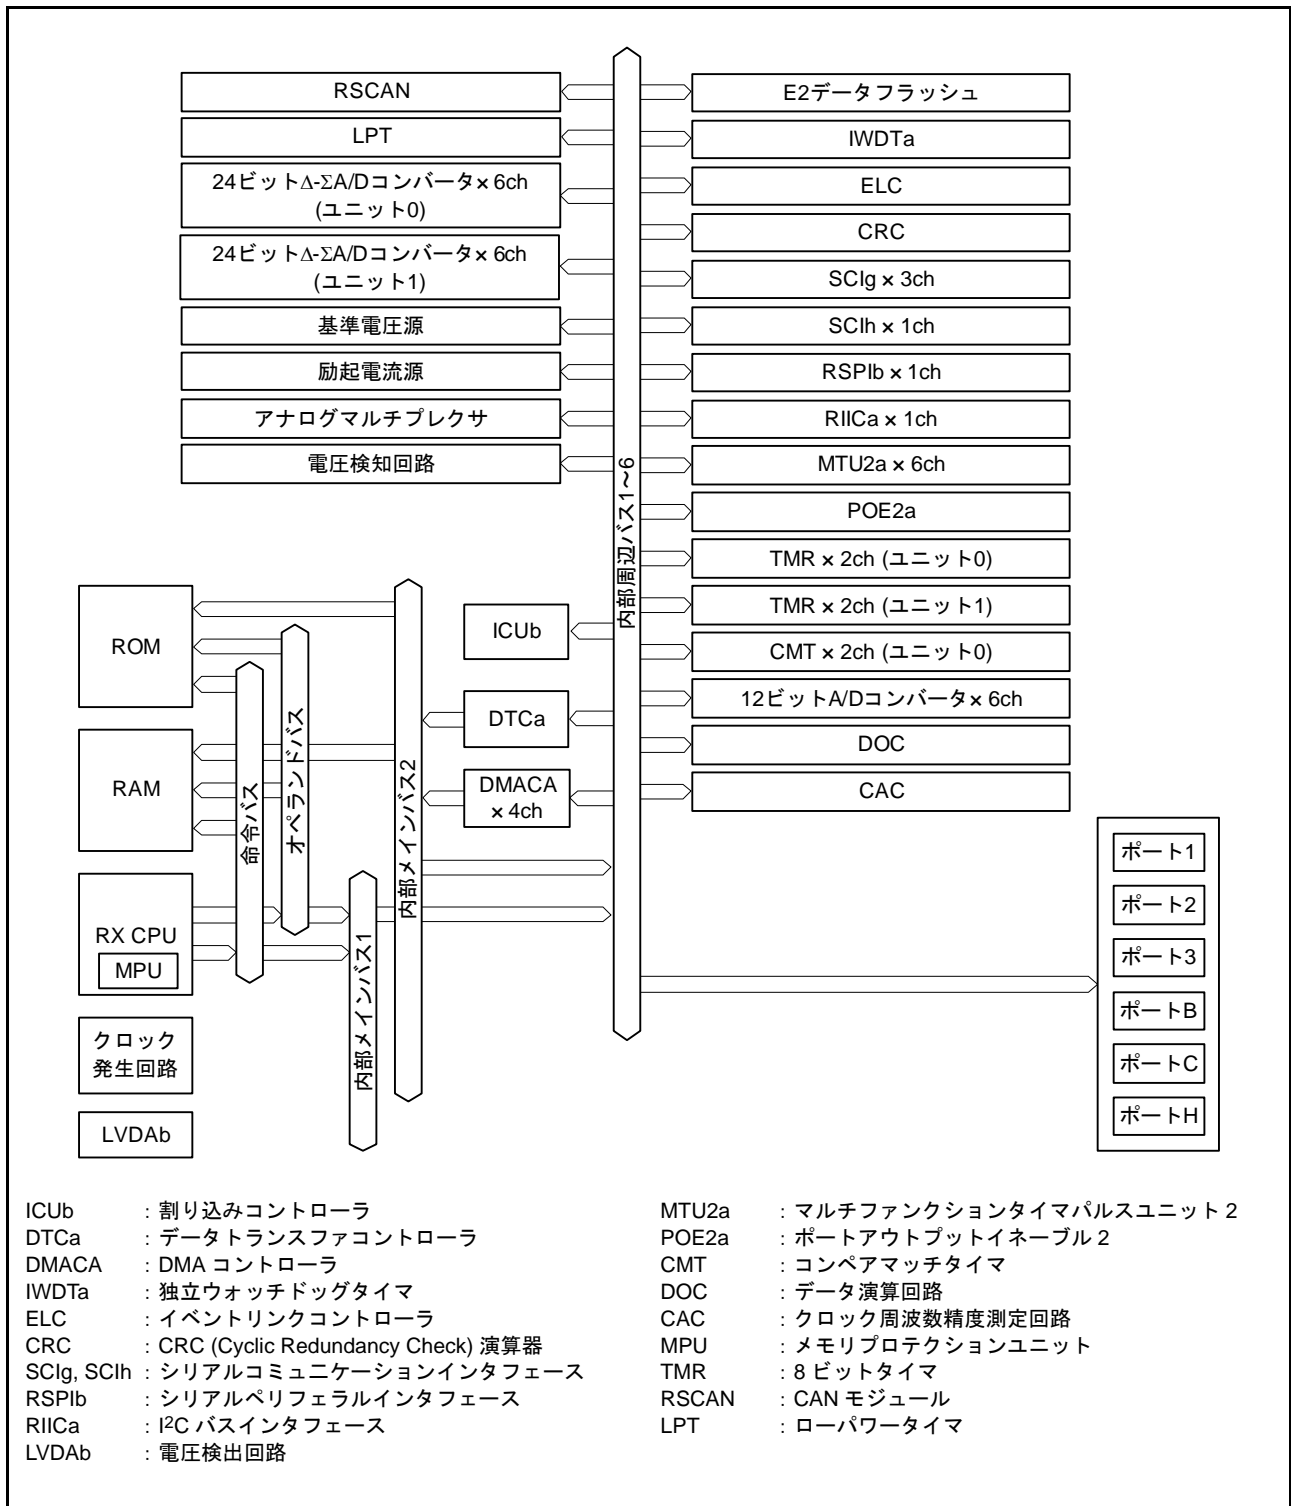 RSCAN
LPT
24ビットΔ-ΣA/Dコンバータ× 6ch
(ユニット0)
24ビットΔ-ΣA/Dコンバータ× 6ch
(ユニット1)
基準電圧源
励起電流源
アナログマルチプレクサ
電圧検知回路
内部周辺バス1～6
E2データフラッシュ
IWDTa
ELC
CRC
SCIg × 3ch
SCIh × 1ch
RSPIb × 1ch
RIICa × 1ch
MTU2a × 6ch
POE2a
TMR × 2ch (ユニット0)
TMR × 2ch (ユニット1)
CMT × 2ch (ユニット0)
12ビットA/Dコンバータ× 6ch
DOC
CAC
ROM
RAM
RX CPU
MPU
クロック
発生回路
LVDAb
命令バス
オペランドバス
内部メインバス1
内部メインバス2
ICUb
DTCa
DMACA
× 4ch
ポート1
ポート2
ポート3
ポートB
ポートC
ポートH
ICUb : 割り込みコントローラ
DTCa : データトランスファコントローラ
DMACA : DMA コントローラ
IWDTa : 独立ウォッチドッグタイマ
ELC : イベントリンクコントローラ
CRC : CRC (Cyclic Redundancy Check) 演算器
SCIg, SCIh : シリアルコミュニケーションインタフェース
RSPIb : シリアルペリフェラルインタフェース
RIICa : I²C バスインタフェース
LVDAb : 電圧検出回路
MTU2a : マルチファンクションタイマパルスユニット 2
POE2a : ポートアウトプットイネーブル 2
CMT : コンペアマッチタイマ
DOC : データ演算回路
CAC : クロック周波数精度測定回路
MPU : メモリプロテクションユニット
TMR : 8 ビットタイマ
RSCAN : CAN モジュール
LPT : ローパワータイマ